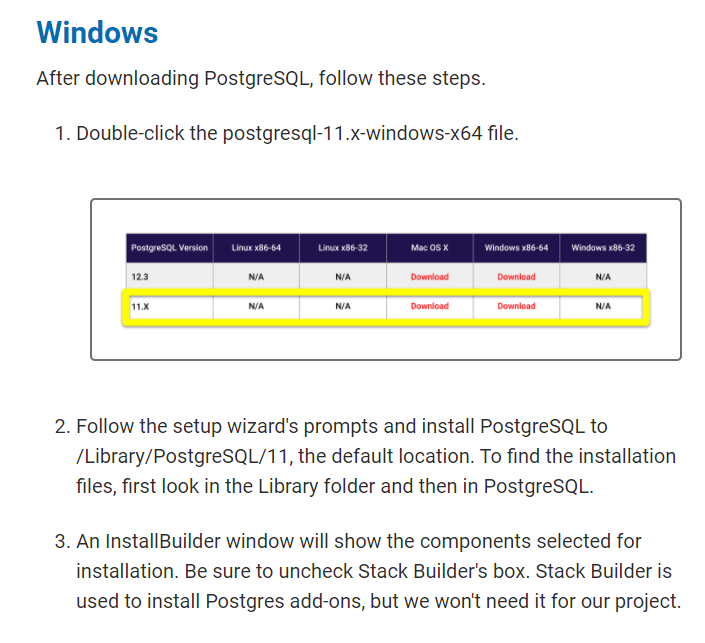 Windows
After downloading PostgreSQL, follow these steps.
1. Double-click the postgresql-11.x-windows-x64 file.
PostgreSQL Version Linux x86-64 Linux x86-32 Mac OS X Windows x86-64 Windows x86-32
12.3 N/A N/A Download Download N/A
11.X N/A N/A Download Download N/A
2. Follow the setup wizard's prompts and install PostgreSQL to
/Library/PostgreSQL/11, the default location. To find the installation
files, first look in the Library folder and then in PostgreSQL.
3. An InstallBuilder window will show the components selected for
installation. Be sure to uncheck Stack Builder's box. Stack Builder is
used to install Postgres add-ons, but we won't need it for our project.